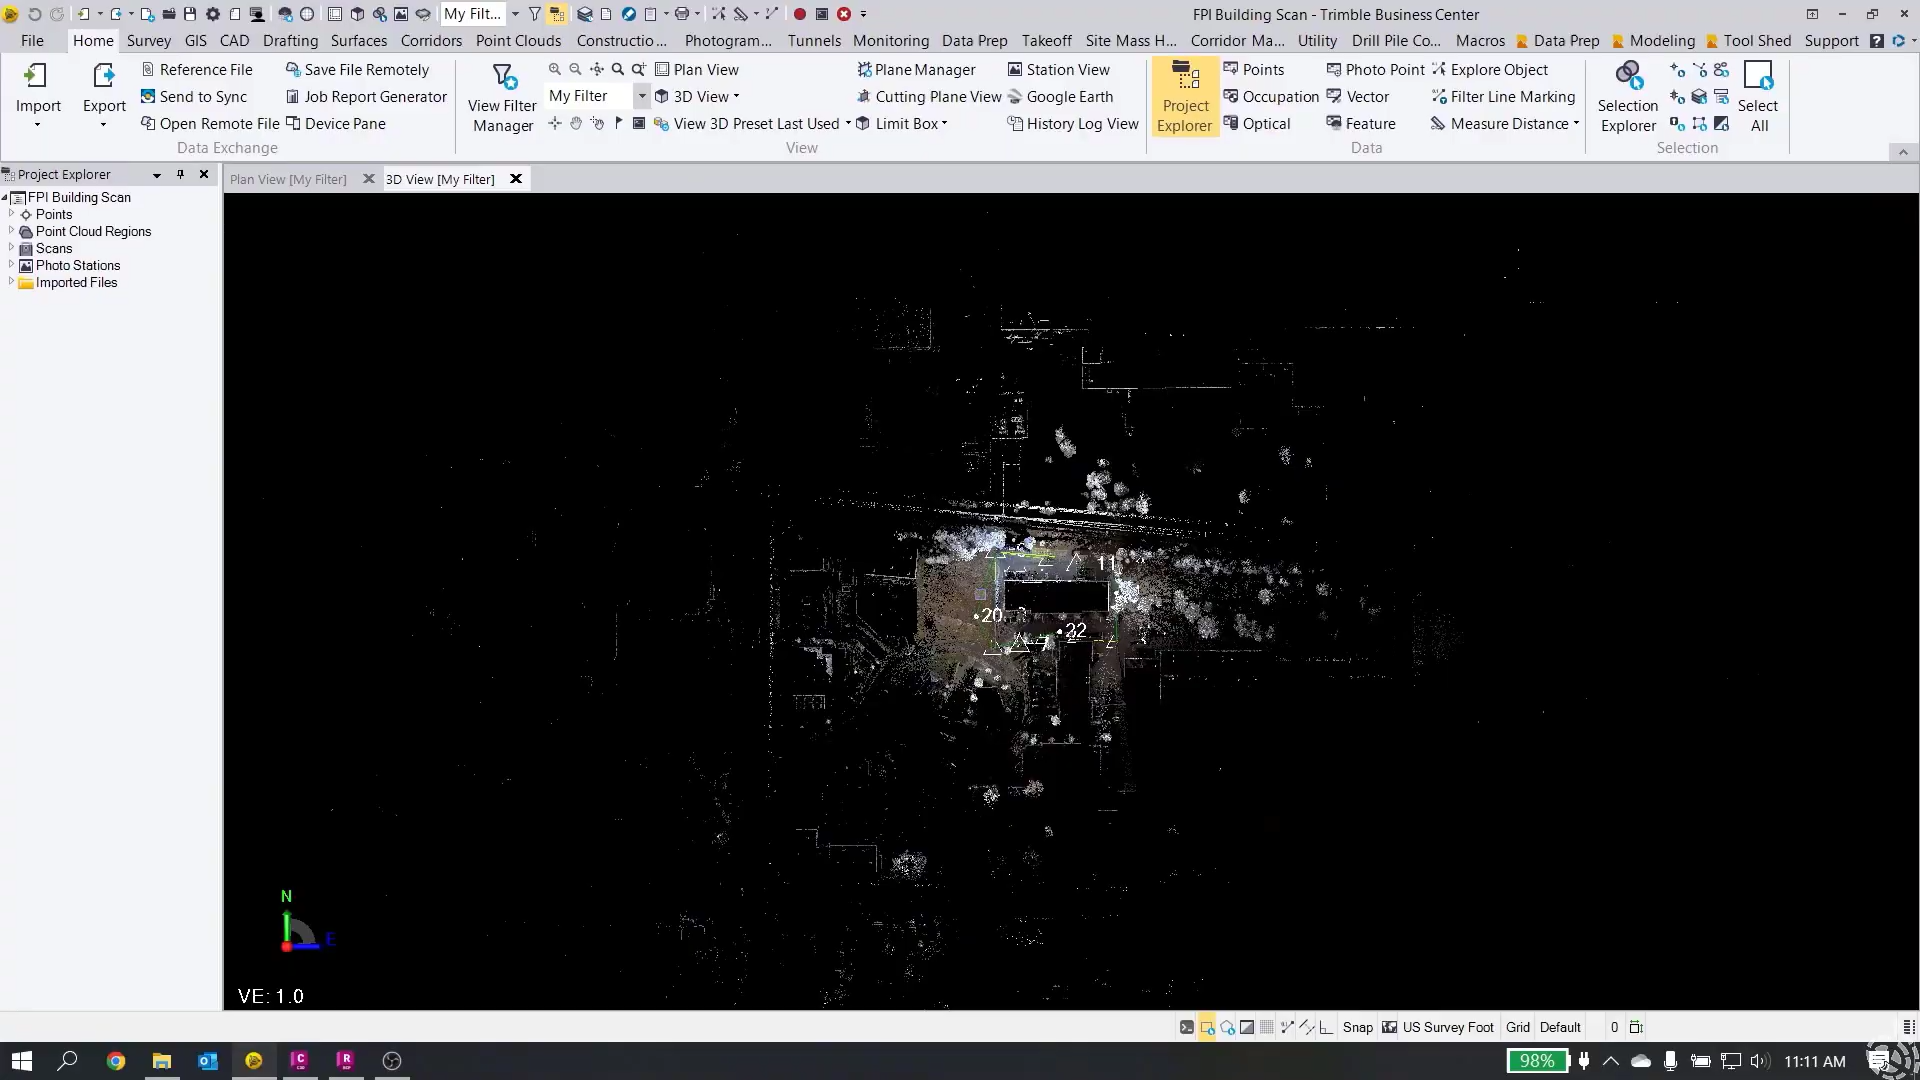 My Filt...
FPI Building Scan - Trimble Business Center
File Home Survey GIS CAD Drafting Surfaces Corridors Point Clouds Constructio... Photogram... Tunnels Monitoring Data Prep Takeoff Site Mass H... Corridor Ma... Utility Drill Pile Co... Macros Data Prep Modeling Tool Shed Support
Import
Export
Reference File
Send to Sync
Open Remote File
Save File Remotely
Job Report Generator
Device Pane
Data Exchange
View Filter
Manager
My Filter
Plan View
3D View
View 3D Preset Last Used
Plane Manager
Cutting Plane View
Limit Box
Station View
Google Earth
History Log View
View
Project
Explorer
Points
Occupation
Optical
Photo Point
Vector
Feature
Explore Object
Filter Line Marking
Measure Distance
Data
Selection
Explorer
Select
All
Selection
Project Explorer
FPI Building Scan
Points
Point Cloud Regions
Scans
Photo Stations
Imported Files
Plan View [My Filter]
3D View [My Filter]
11
20
22
7
N
E
VE: 1.0
Snap US Survey Foot Grid Default 0
98%
11:11 AM